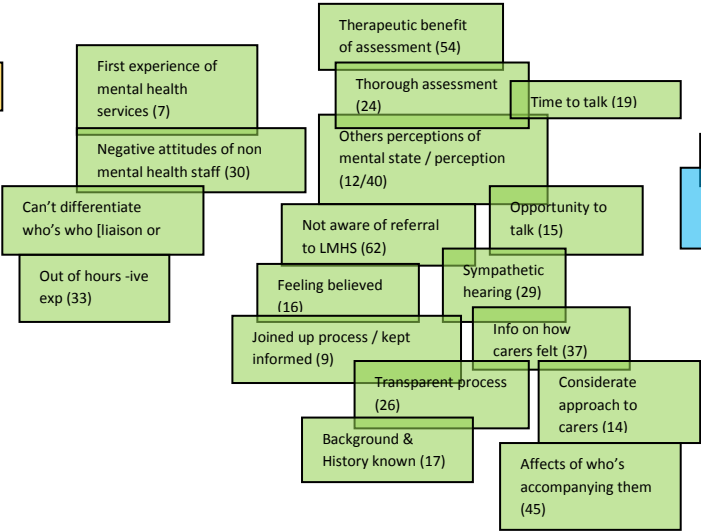 Therapeutic benefit
of assessment (54)
First experience of
mental health
services (7)
Thorough assessment
(24)
Time to talk (19)
Negative attitudes of non
mental health staff (30)
Others perceptions of
mental state / perception
(12/40)
Can't differentiate
who's who [liaison or
Not aware of referral
to LMHS (62)
Opportunity to
talk (15)
Out of hours -ive
exp (33)
Feeling believed
(16)
Sympathetic
hearing (29)
Joined up process / kept
informed (9)
Info on how
carers felt (37)
Transparent process
(26)
Considerate
approach to
carers (14)
Background &
History known (17)
Affects of who's
accompanying them
(45)